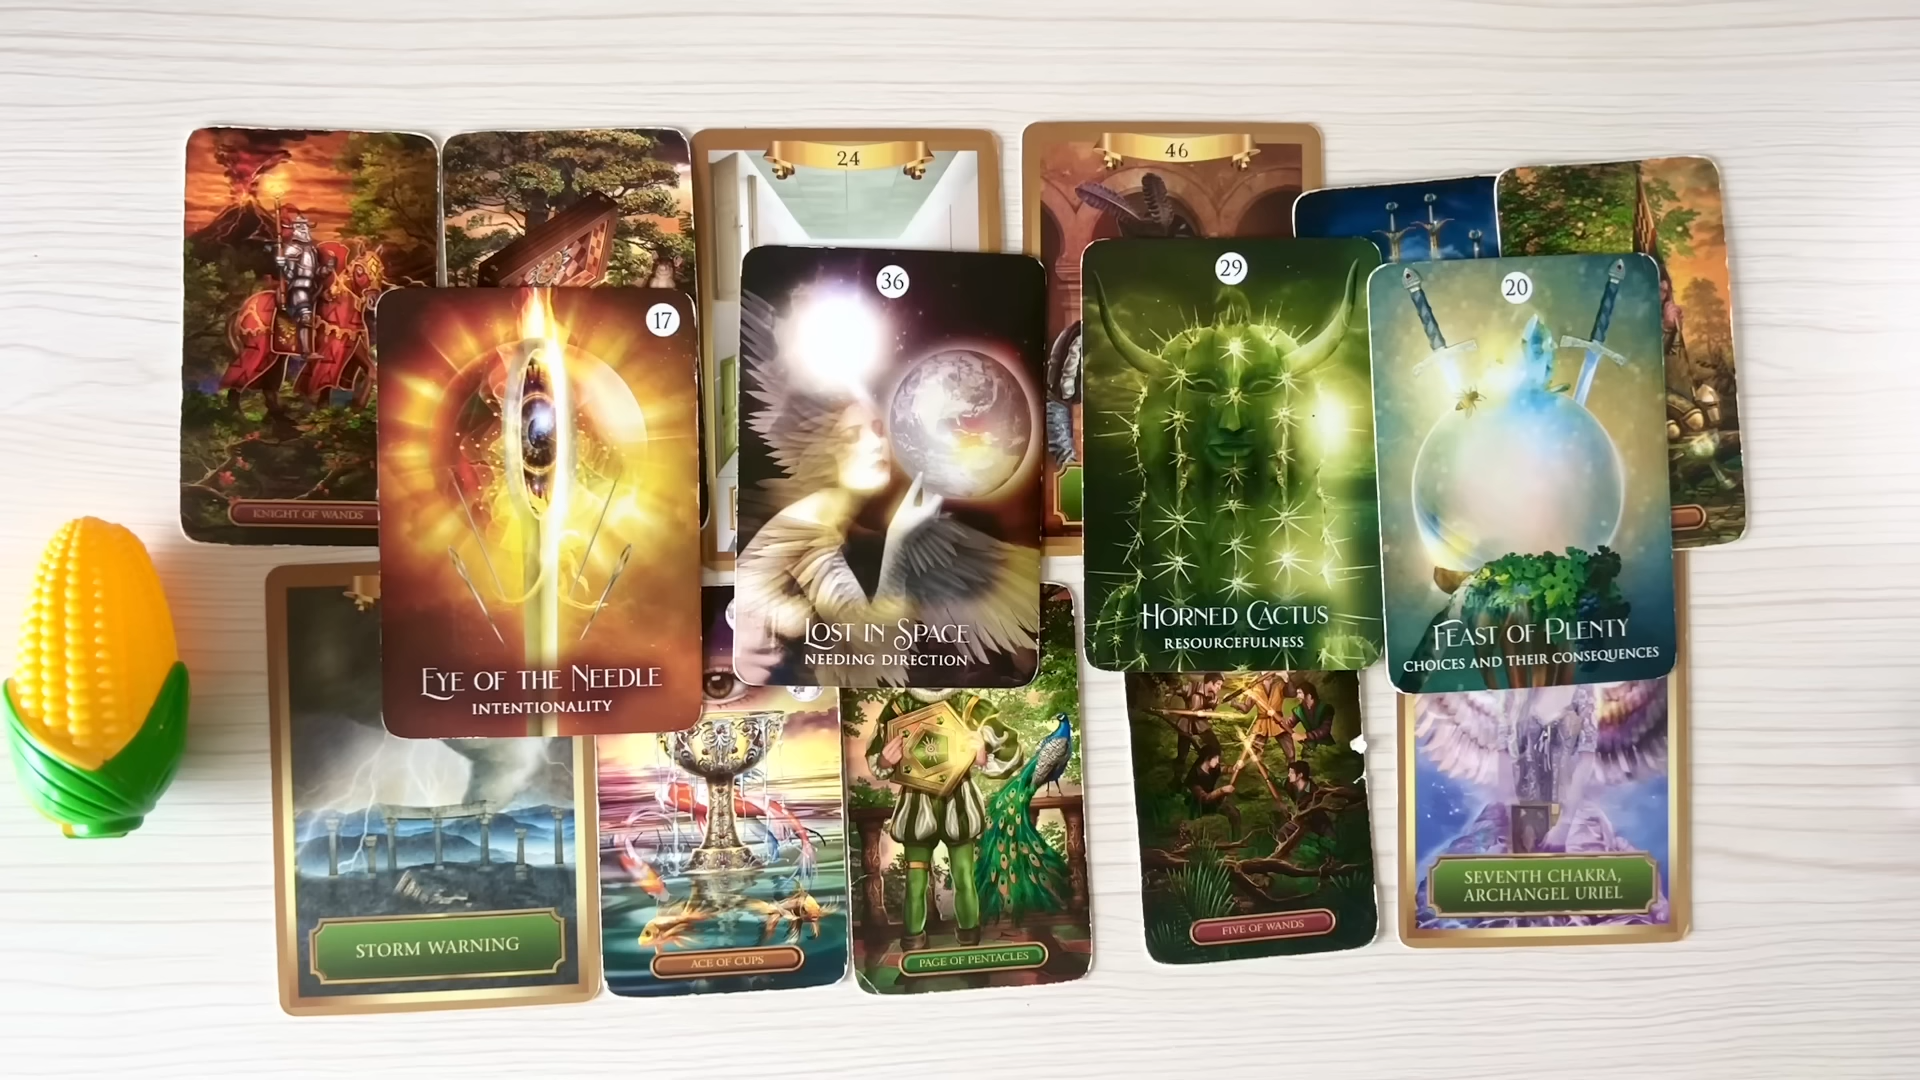 24
46
KNIGHT OF WANDS
17
EYE OF THE NEEDLE
INTENTIONALITY
36
LOST IN SPACE
NEEDING DIRECTION
29
HORNED CACTUS
RESOURCEFULNESS
20
FEAST OF PLENTY
CHOICES AND THEIR CONSEQUENCES
STORM WARNING
ACE OF CUPS
PAGE OF PENTACLES
FIVE OF WANDS
SEVENTH CHAKRA,
ARCHANGEL URIEL